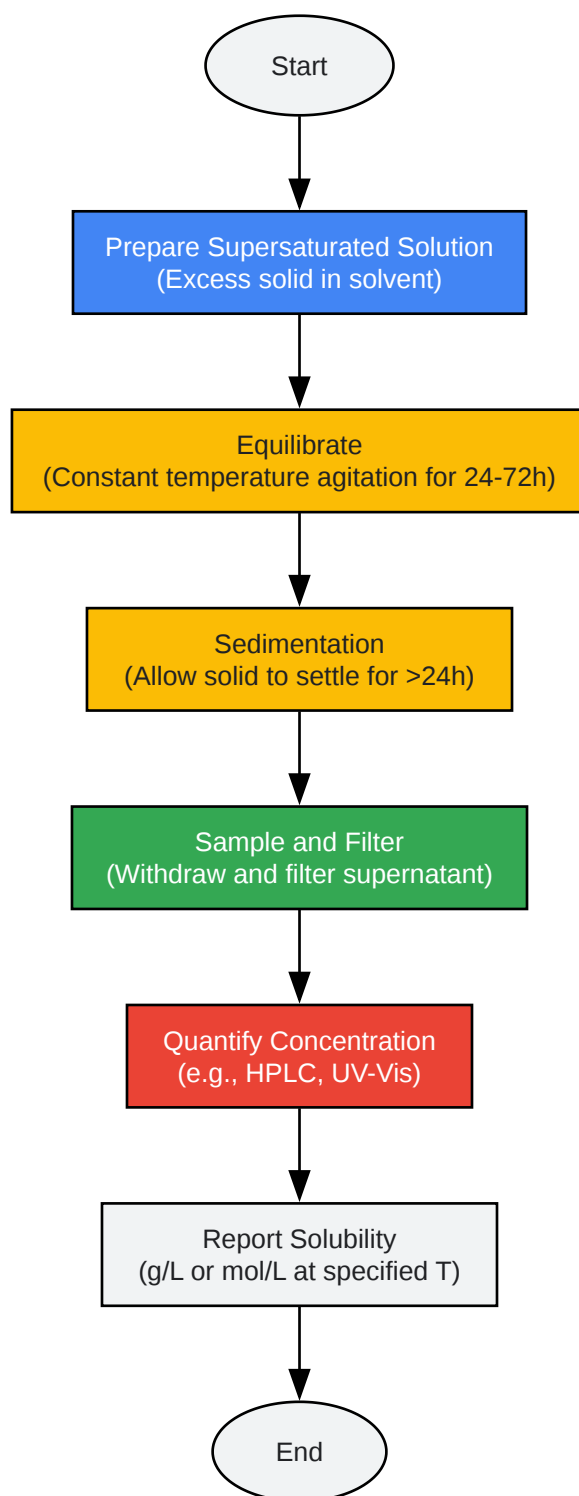 Start
Prepare Supersaturated Solution
(Excess solid in solvent)
Equilibrate
(Constant temperature agitation for 24-72h)
Sedimentation
(Allow solid to settle for >24h)
Sample and Filter
(Withdraw and filter supernatant)
Quantify Concentration
(e.g., HPLC, UV-Vis)
Report Solubility
(g/L or mol/L at specified T)
End